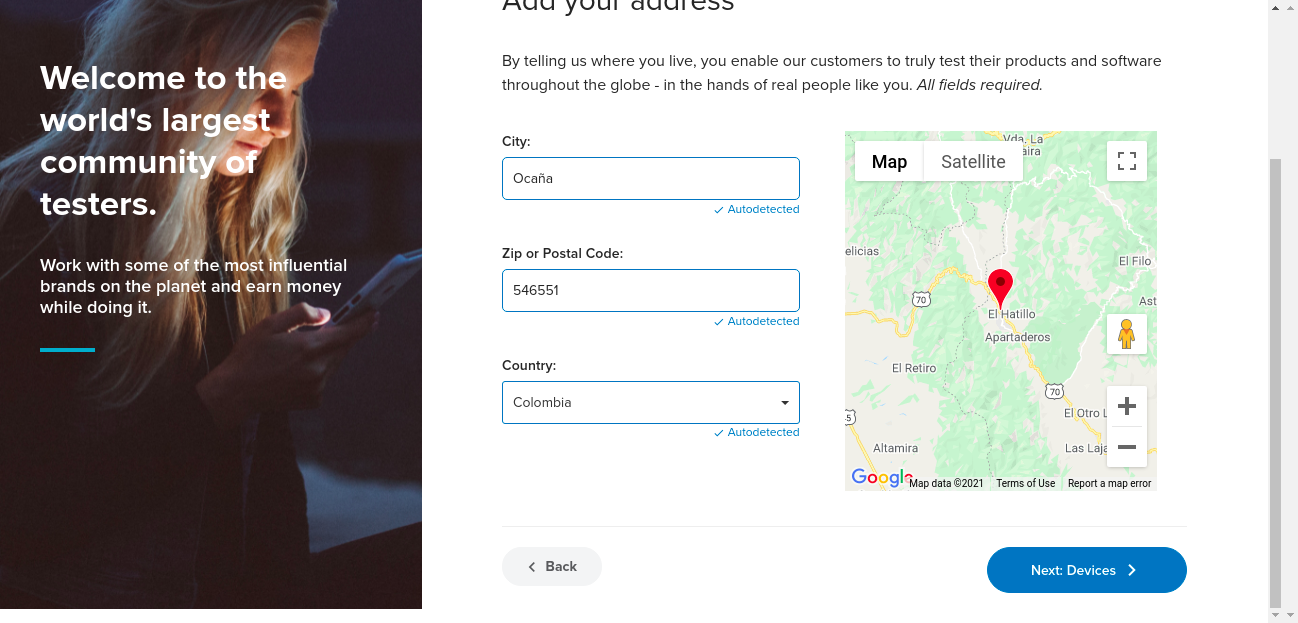 Add your address
Welcome to the
world's largest
community of
testers.
Work with some of the most influential
brands on the planet and earn money
while doing it.
By telling us where you live, you enable our customers to truly test their products and software
throughout the globe - in the hands of real people like you. All fields required.
City:
Ocaña
✓ Autodetected
Zip or Postal Code:
546551
✓ Autodetected
Country:
Colombia
✓ Autodetected
Map
Satellite
Vda. La
aira
elicias
El Filo
70
Ast
El Hatillo
Apartaderos
El Retiro
70
El Otro L
5
Altamira
Las Laja
Google
Map data ©2021
Terms of Use
Report a map error
Back
Next: Devices